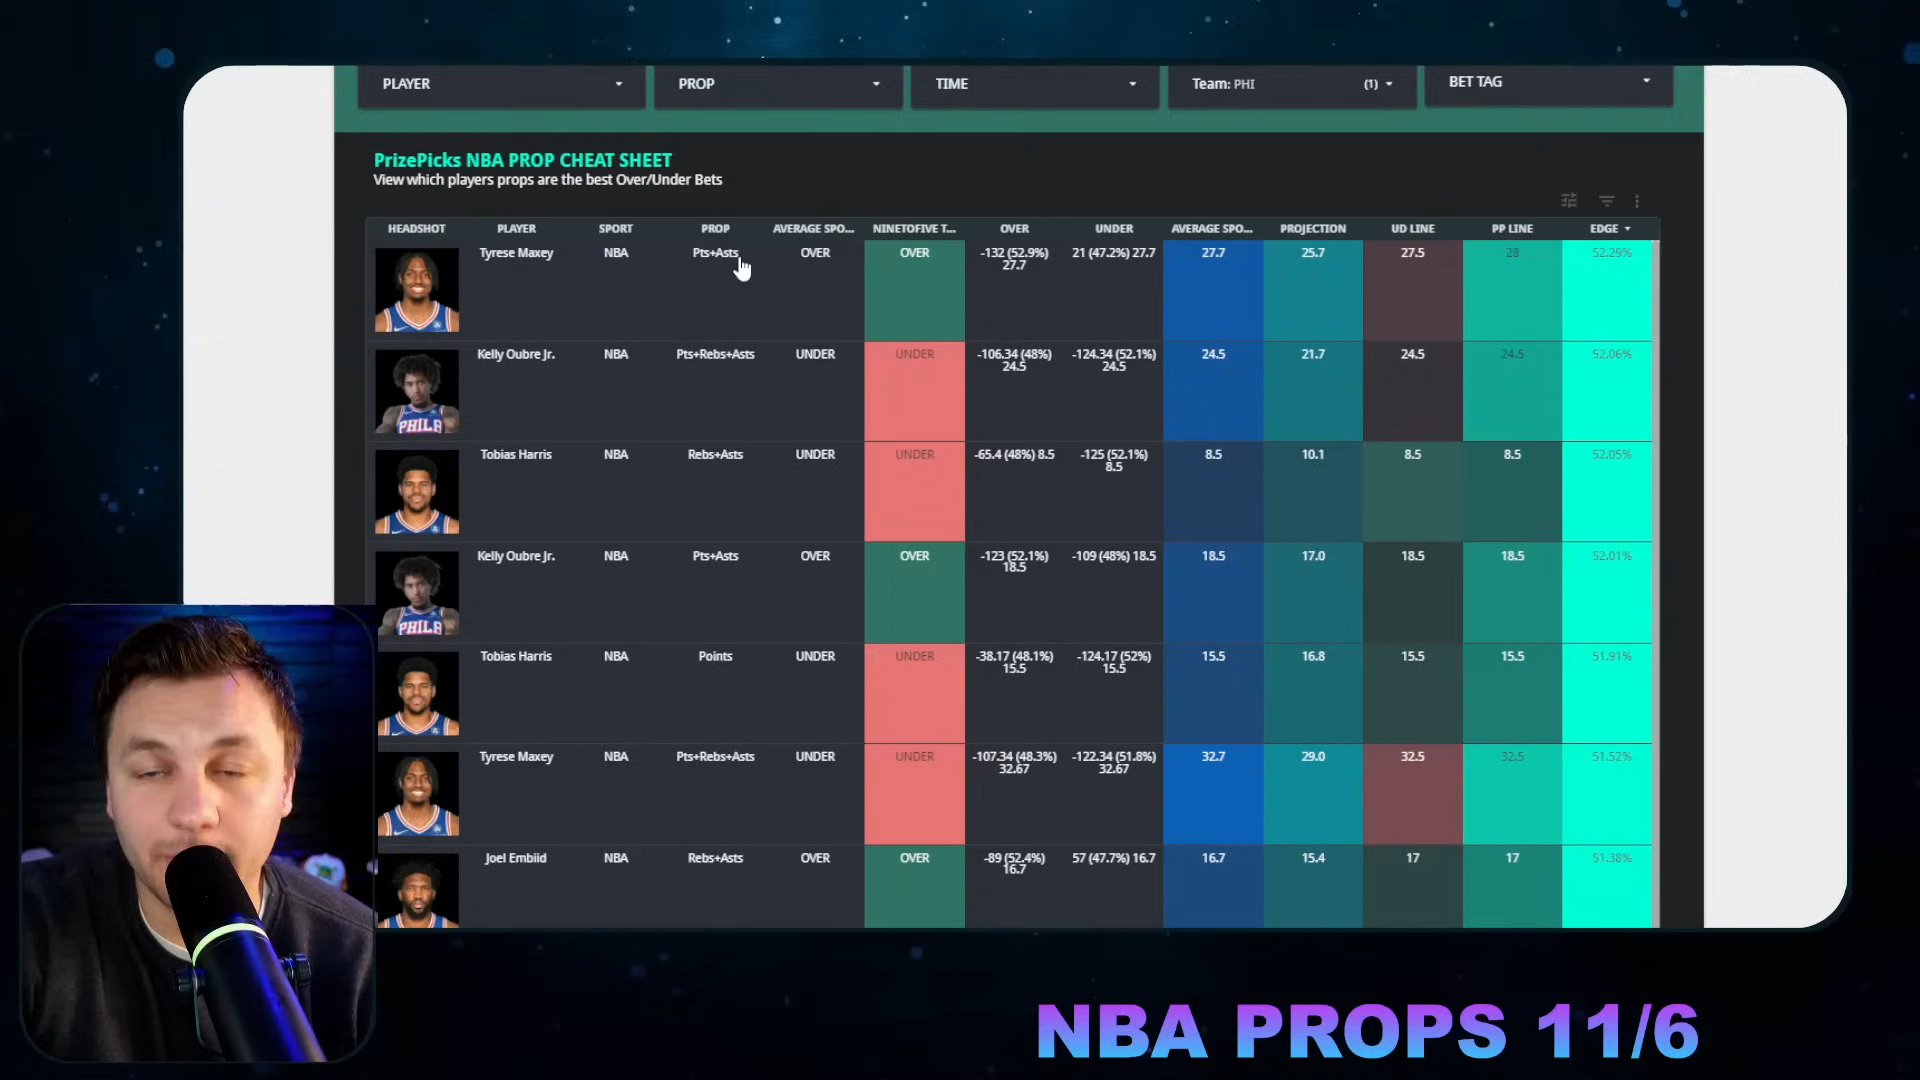 PLAYER PROP TIME Team: PHI (1) BET TAG
PrizePicks NBA PROP CHEAT SHEET
View which players props are the best Over/Under Bets
HEADSHOT PLAYER SPORT PROP AVERAGE SPO... NINETOFIVE T... OVER UNDER AVERAGE SPO... PROJECTION UD LINE PP LINE EDGE
Tyrese Maxey NBA Pts+Asts OVER OVER -132 (52.9%) 21 (47.2%) 27.7 27.7 25.7 27.5 28 52.29%
27.7
Kelly Oubre Jr. NBA Pts+Rebs+Asts UNDER UNDER -106.34 (48%) -124.34 (52.1%) 24.5 21.7 24.5 24.5 52.06%
24.5 24.5
PHILA
Tobias Harris NBA Rebs+Asts UNDER UNDER -65.4 (48%) 8.5 -125 (52.1%) 8.5 10.1 8.5 8.5 52.05%
8.5
Kelly Oubre Jr. NBA Pts+Asts OVER OVER -123 (52.1%) -109 (48%) 18.5 18.5 17.0 18.5 18.5 52.01%
18.5
PHILA
Tobias Harris NBA Points UNDER UNDER -38.17 (48.1%) -124.17 (52%) 15.5 16.8 15.5 15.5 51.91%
15.5 15.5
Tyrese Maxey NBA Pts+Rebs+Asts UNDER UNDER -107.34 (48.3%) -122.34 (51.8%) 32.7 29.0 32.5 32.5 51.52%
32.67 32.67
Joel Embiid NBA Rebs+Asts OVER OVER -89 (52.4%) 57 (47.7%) 16.7 16.7 15.4 17 17 51.38%
16.7
NBA PROPS 11/6